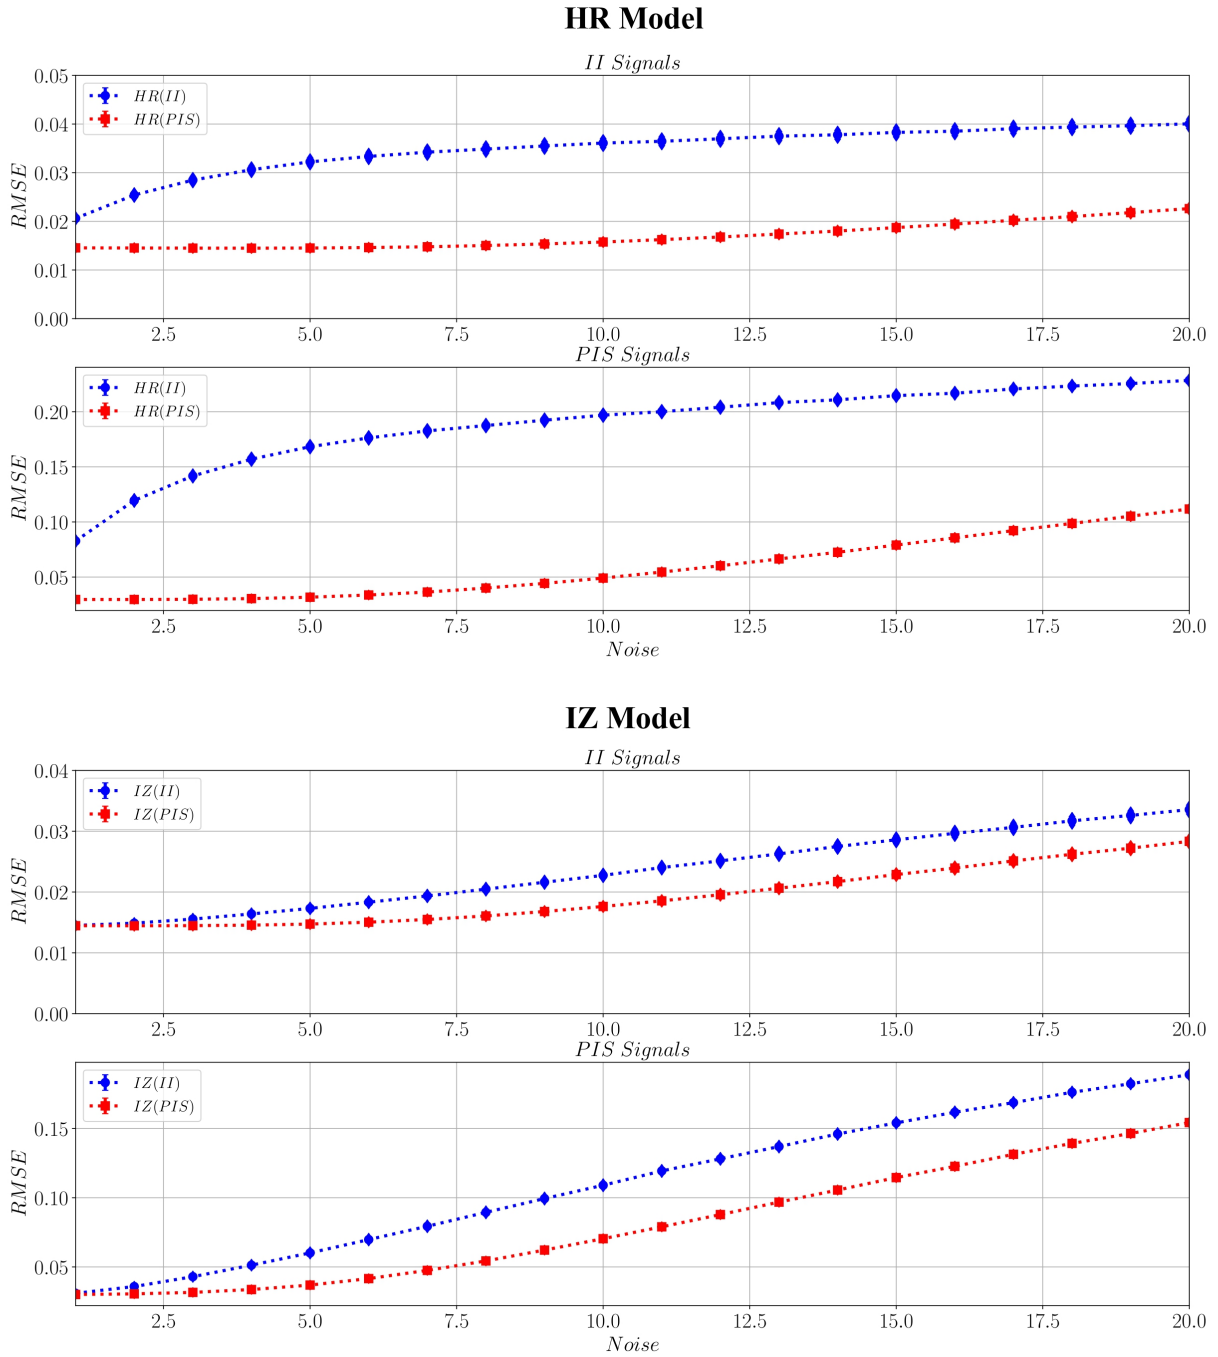 HR Model
II Signals
RMSE
0.05
0.04
0.03
0.02
0.01
0.00
HR(II)
HR(PIS)
2.5 5.0 7.5 10.0 12.5 15.0 17.5 20.0
PIS Signals
RMSE
0.20
0.15
0.10
0.05
HR(II)
HR(PIS)
2.5 5.0 7.5 10.0 12.5 15.0 17.5 20.0
Noise
IZ Model
II Signals
RMSE
0.04
0.03
0.02
0.01
0.00
IZ(II)
IZ(PIS)
2.5 5.0 7.5 10.0 12.5 15.0 17.5 20.0
PIS Signals
RMSE
0.15
0.10
0.05
IZ(II)
IZ(PIS)
2.5 5.0 7.5 10.0 12.5 15.0 17.5 20.0
Noise